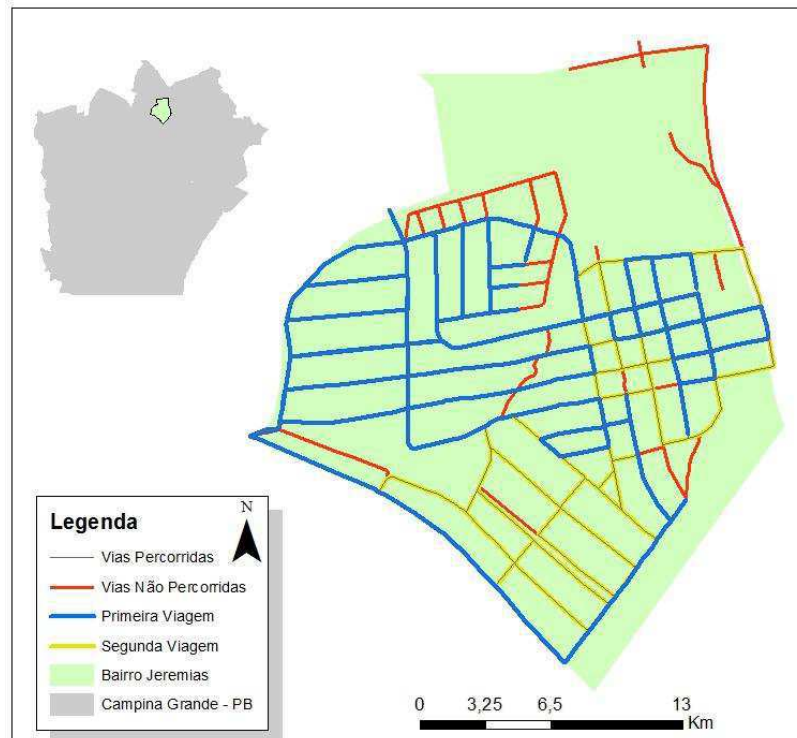 Legenda
N
Vias Percorridas
Vias Não Percorridas
Primeira Viagem
Segunda Viagem
Bairro Jeremias
Campina Grande - PB
0 3,25 6,5 13
Km